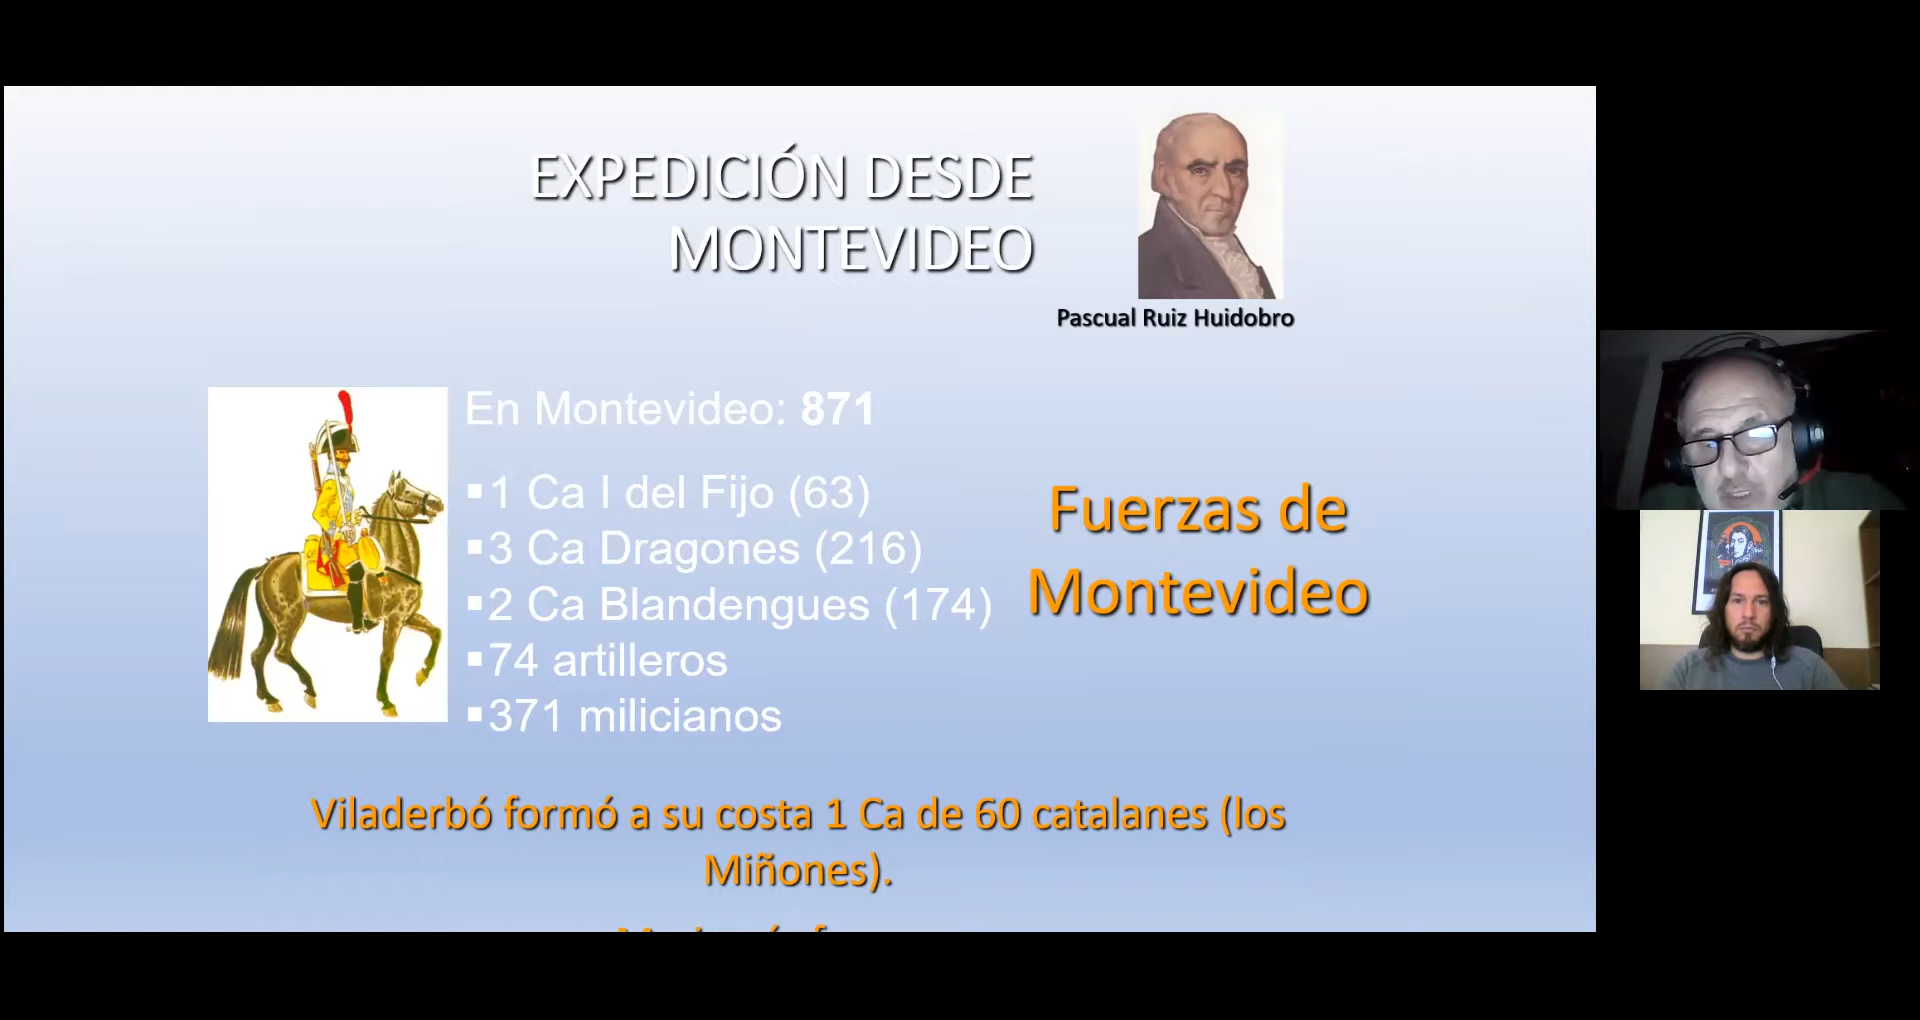 EXPEDICIÓN DESDE
MONTEVIDEO
Pascual Ruiz Huidobro
En Montevideo: 871
▪1 Ca I del Fijo (63)
▪3 Ca Dragones (216)
▪2 Ca Blandengues (174)
▪74 artilleros
▪371 milicianos
Fuerzas de
Montevideo
Viladerbó formó a su costa 1 Ca de 60 catalanes (los
Miñones).